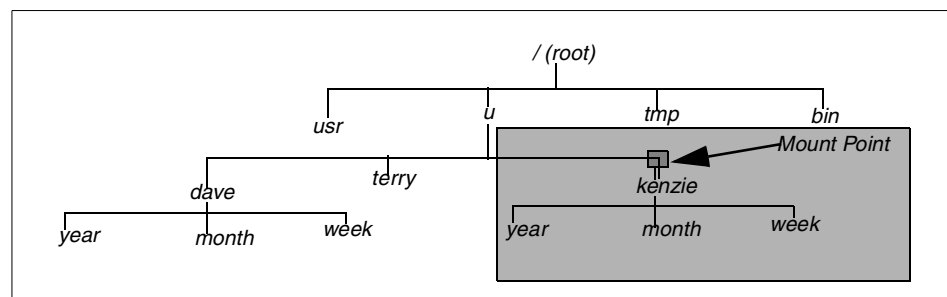 / (root)
usr u tmp bin
Mount Point
dave terry kenzie
year month week year month week